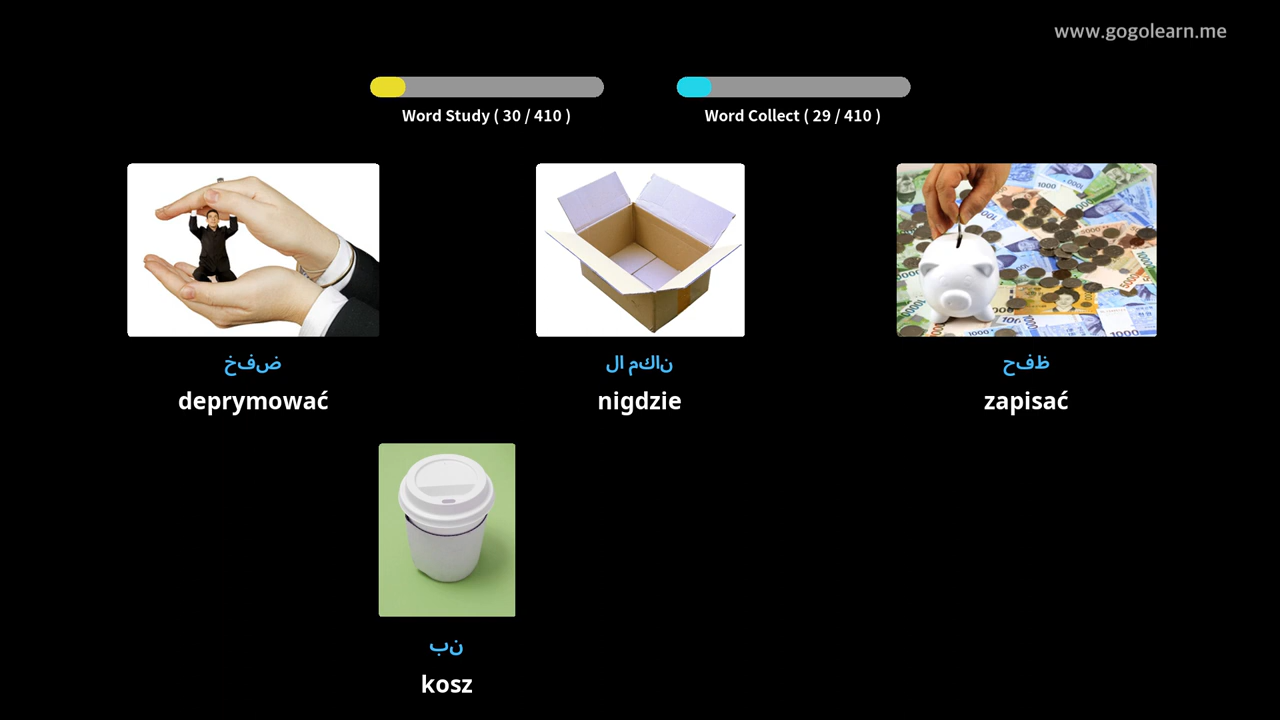 www.gogolearn.me
Word Study ( 30 / 410 )
Word Collect ( 29 / 410 )
ضفخ
deprymować
ناكم ال
nigdzie
ظفح
zapisać
نب
kosz